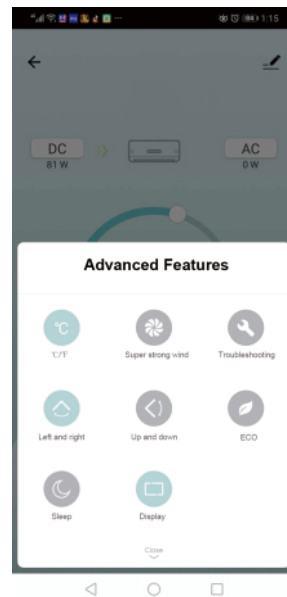 1:15
DC
AC
81 W
0 W
Advanced Features
°C
°C/°F
Super strong wind
Troubleshooting
Left and right
Up and down
ECO
Sleep
Display
Close